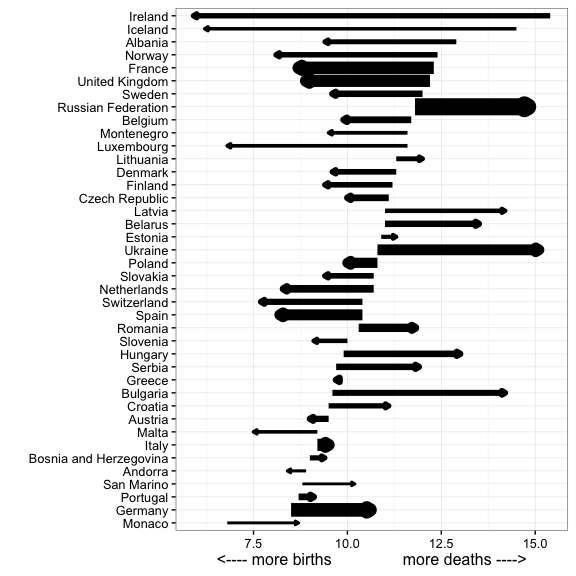 Ireland
Iceland
Albania
Norway
France
United Kingdom
Sweden
Russian Federation
Belgium
Montenegro
Luxembourg
Lithuania
Denmark
Finland
Czech Republic
Latvia
Belarus
Estonia
Ukraine
Poland
Slovakia
Netherlands
Switzerland
Spain
Romania
Slovenia
Hungary
Serbia
Greece
Bulgaria
Croatia
Austria
Malta
Italy
Bosnia and Herzegovina
Andorra
San Marino
Portugal
Germany
Monaco
7.5 10.0 12.5 15.0
<---- more births more deaths ---->